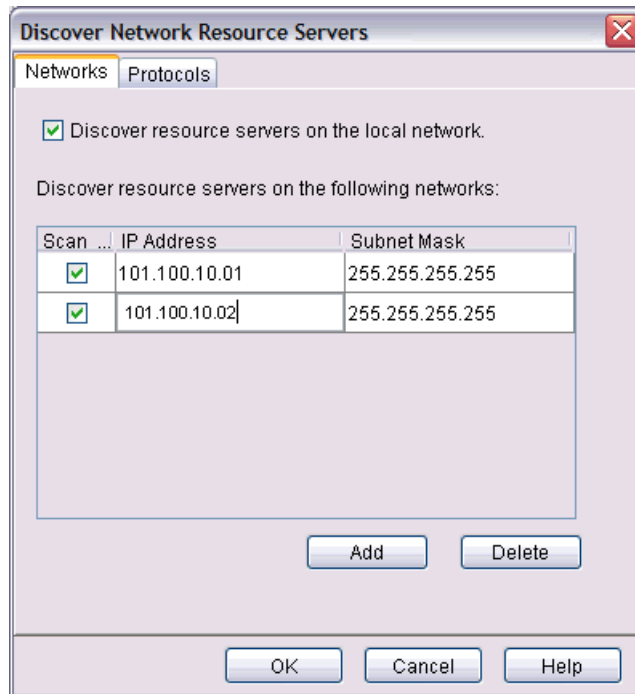 Discover Network Resource Servers
Networks Protocols
Discover resource servers on the local network.
Discover resource servers on the following networks:
Scan ... IP Address Subnet Mask
101.100.10.01 255.255.255.255
101.100.10.02 255.255.255.255
Add Delete
OK Cancel Help